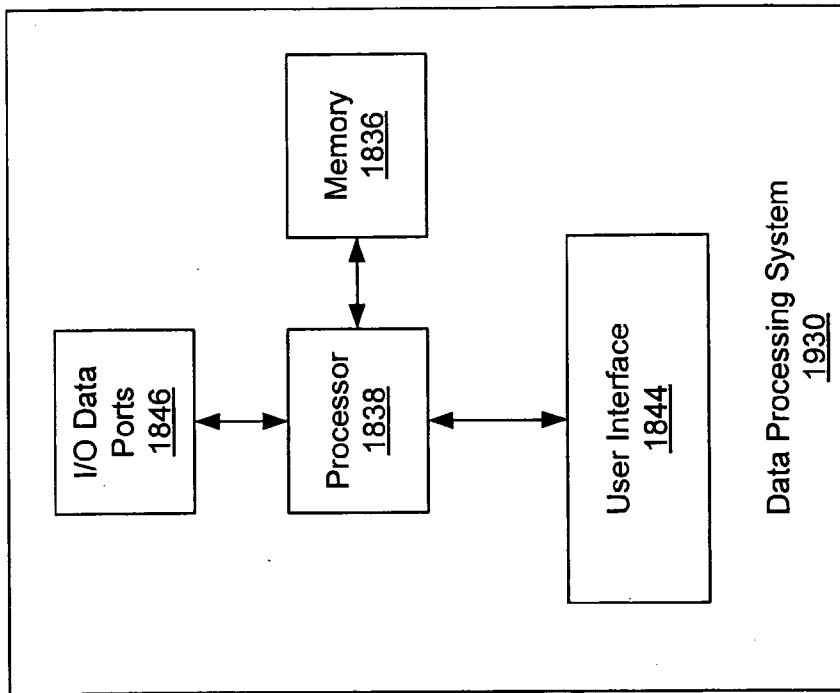 I/O Data
Ports
1846
Memory
1836
Processor
1838
User Interface
1844
Data Processing System
1930